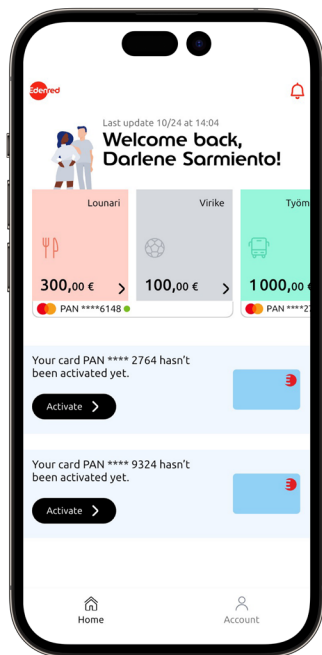 Edenred
Last update 10/24 at 14:04
Welcome back,
Darlene Sarmiento!
Lounari
Virike
Työm
300,00 €
100,00 €
1 000,00
PAN ****6148
PAN ****2
Your card PAN **** 2764 hasn't
been activated yet.
Activate
Your card PAN **** 9324 hasn't
been activated yet.
Activate
Home
Account